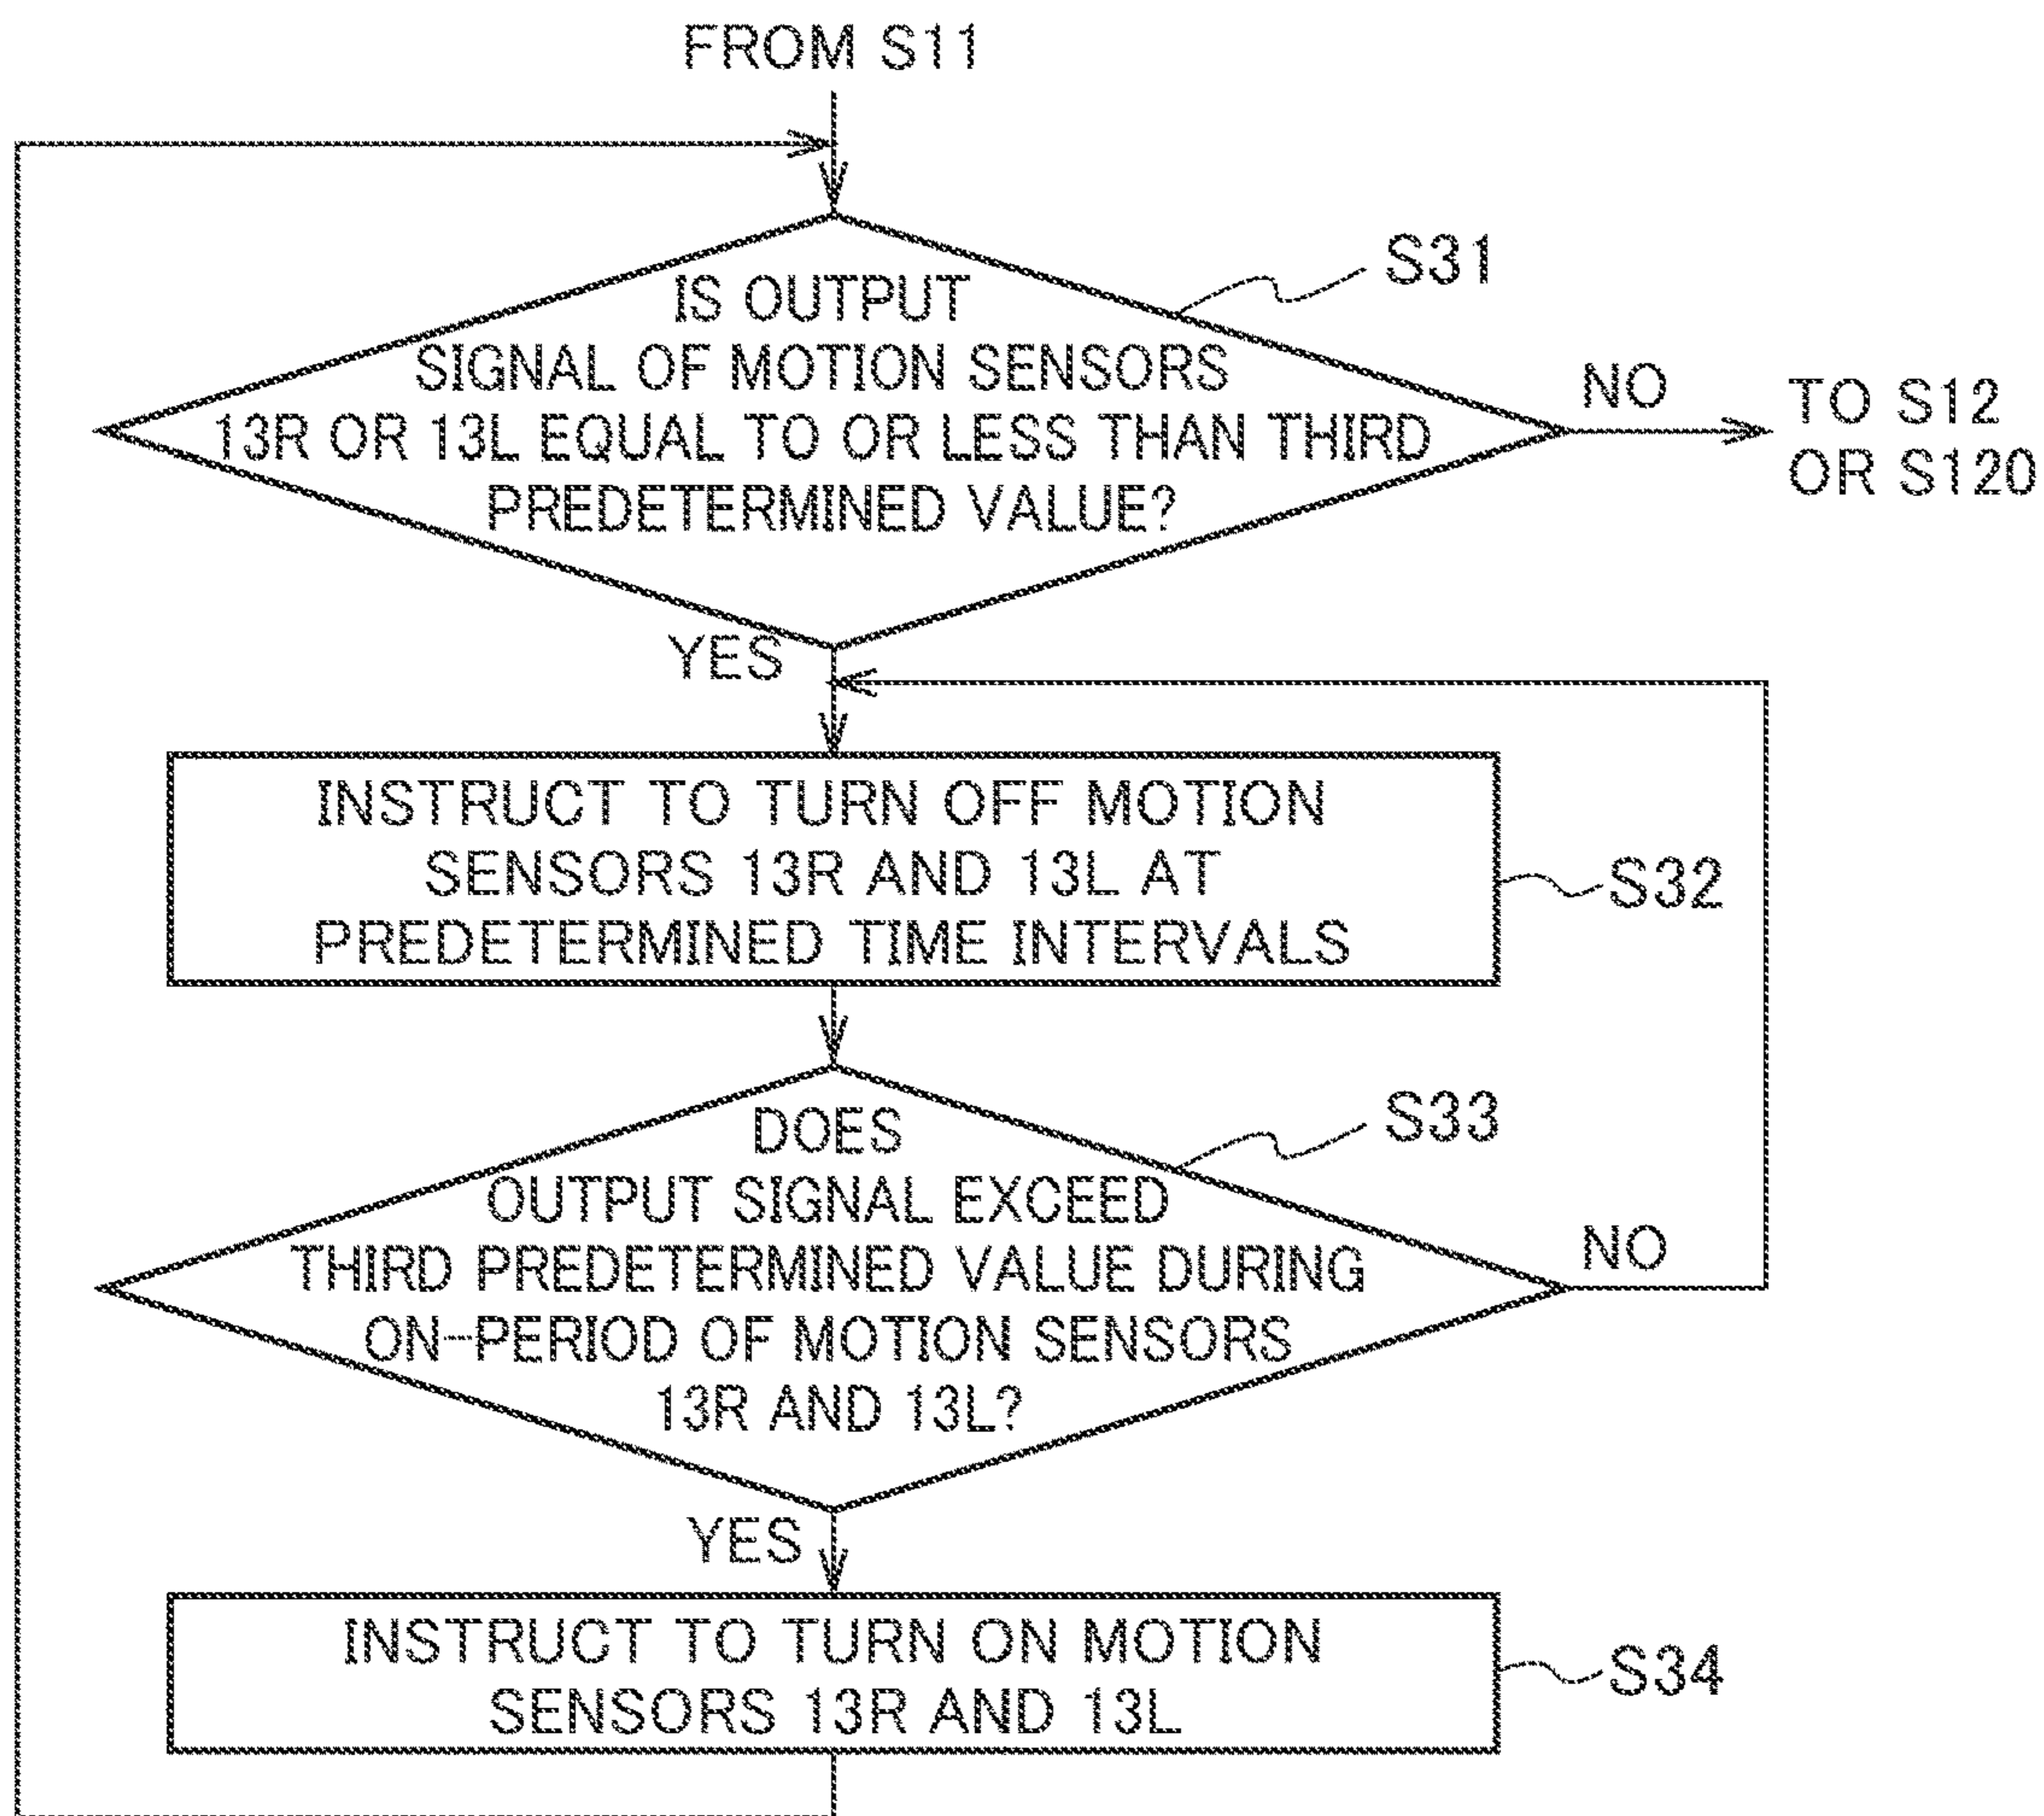 FROM S11
S31
IS OUTPUT
SIGNAL OF MOTION SENSORS
13R OR 13L EQUAL TO OR LESS THAN THIRD
PREDETERMINED VALUE?
NO
TO S12
OR S120
YES
INSTRUCT TO TURN OFF MOTION
SENSORS 13R AND 13L AT
PREDETERMINED TIME INTERVALS
S32
S33
DOES
OUTPUT SIGNAL EXCEED
THIRD PREDETERMINED VALUE DURING
ON-PERIOD OF MOTION SENSORS
13R AND 13L?
NO
YES
INSTRUCT TO TURN ON MOTION
SENSORS 13R AND 13L
S34